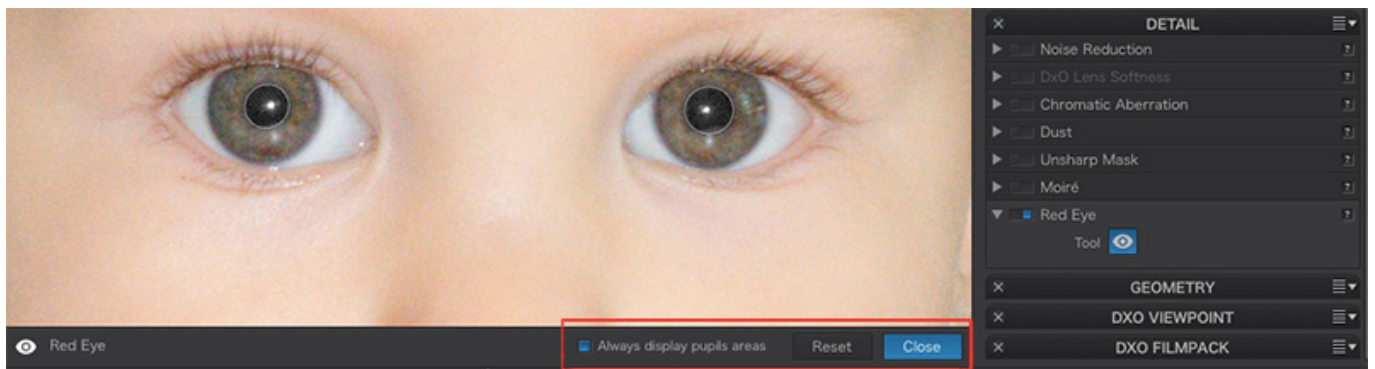 DETAIL
Noise Reduction
DxO Lens Softness
Chromatic Aberration
Dust
Unsharp Mask
Moiré
Red Eye
Tool
GEOMETRY
DXO VIEWPOINT
DXO FILMPACK
Red Eye
Always display pupils areas
Reset
Close